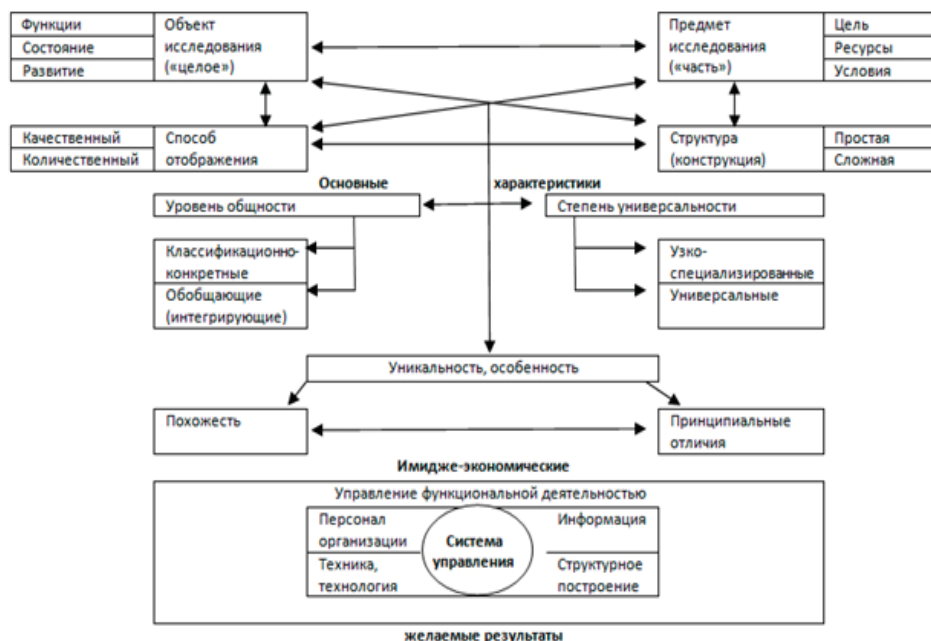 Функции
Состояние
Развитие
Объект
исследования
(«целое»)
Предмет
исследования
(«часть»)
Цель
Ресурсы
Условия
Качественный
Количественный
Способ
отображения
Структура
(конструкция)
Простая
Сложная
Основные характеристики
Уровень общности
Степень универсальности
Классификационно-
конкретные
Обобщающие
(интегрирующие)
Узко-
специализированные
Универсальные
Уникальность, особенность
Похожесть
Принципиальные
отличия
Имидже-экономические
Управление функциональной деятельностью
Персонал
организации
Техника,
технология
Система
управления
Информация
Структурное
построение
желаемые результаты